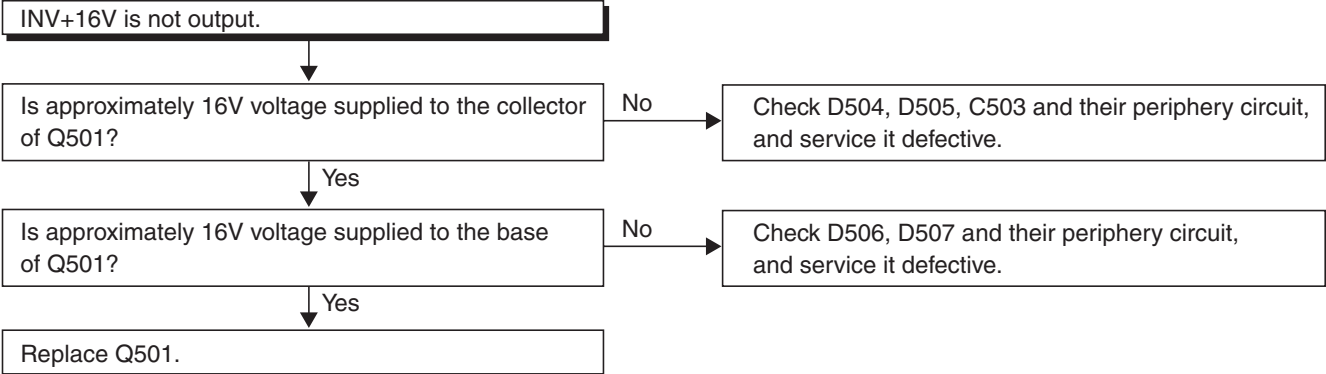 INV+16V is not output.
Is approximately 16V voltage supplied to the collector
of Q501?
No
Check D504, D505, C503 and their periphery circuit,
and service it defective.
Yes
Is approximately 16V voltage supplied to the base
of Q501?
No
Check D506, D507 and their periphery circuit,
and service it defective.
Yes
Replace Q501.